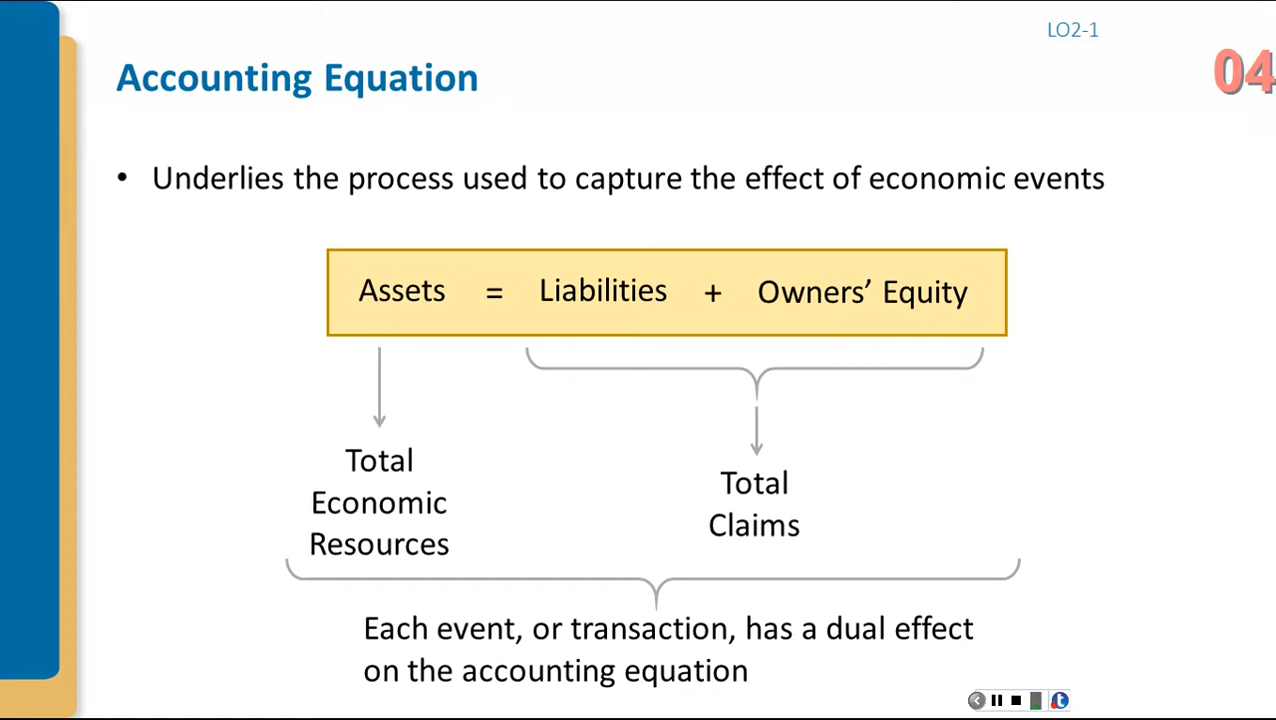 LO2-1
04
Accounting Equation
• Underlies the process used to capture the effect of economic events
Assets = Liabilities + Owners’ Equity
Total
Economic
Resources
Total
Claims
Each event, or transaction, has a dual effect
on the accounting equation
t